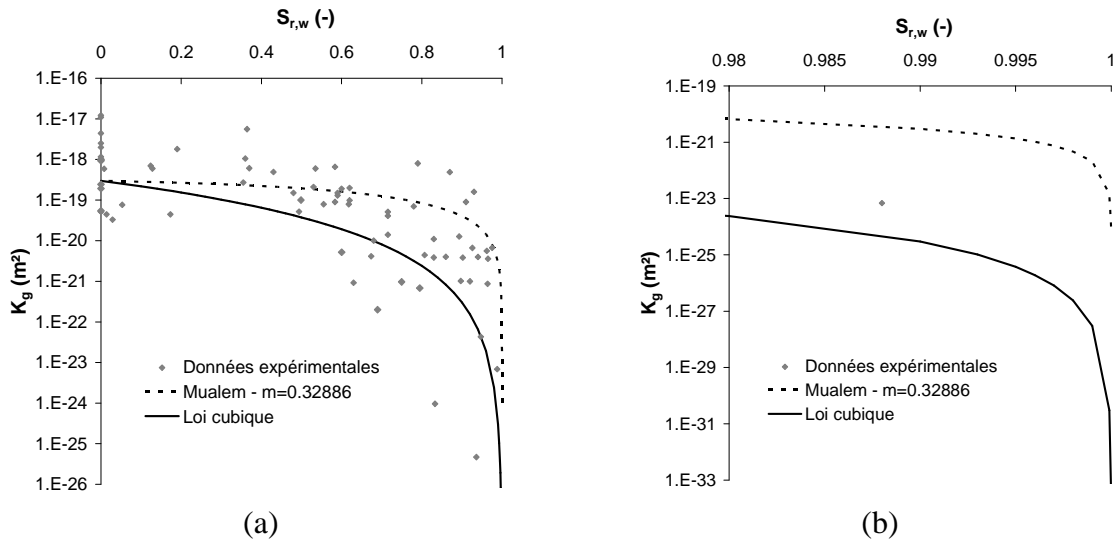 S_{r,w} (-)
0 0.2 0.4 0.6 0.8 1
1.E-16
1.E-17
1.E-18
1.E-19
1.E-20
1.E-21
1.E-22
1.E-23
1.E-24
1.E-25
1.E-26
K_g (m²)
Données expérimentales
Mualem - m=0.32886
Loi cubique
(a)
S_{r,w} (-)
0.98 0.985 0.99 0.995 1
1.E-19
1.E-21
1.E-23
1.E-25
1.E-27
1.E-29
1.E-31
1.E-33
K_g (m²)
Données expérimentales
Mualem - m=0.32886
Loi cubique
(b)